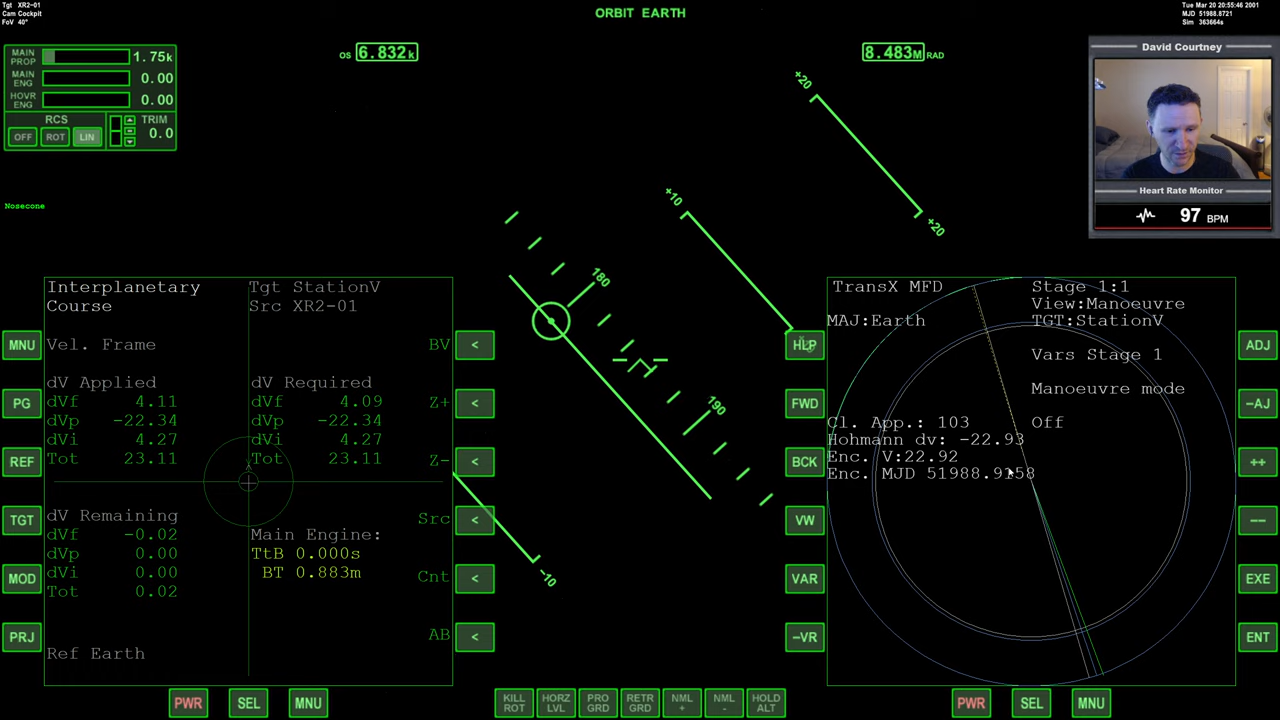 Tgt XR2-01
Cam Cockpit
FoV 40°
ORBIT EARTH
Tue Mar 20 20:55:46 2001
MJD 51988.8721
Sim 363664s
MAIN PROP 1.75k
MAIN ENG 0.00
HOVR ENG 0.00
RCS
TRIM
0.0
OFF ROT LIN
OS 6.832k
8.483M RAD
David Courtney
Heart Rate Monitor
97 BPM
Nosecone
+20
+20
+10
180
190
-10
Interplanetary Tgt StationV
Course Src XR2-01
Vel. Frame
dV Applied dV Required
dVf 4.11 dVf 4.09
dVp -22.34 dVp -22.34
dVi 4.27 dVi 4.27
Tot 23.11 Tot 23.11
dV Remaining
dVf -0.02 Main Engine:
dVp 0.00 TtB 0.000s
dVi 0.00 BT 0.883m
Tot 0.02
Ref Earth
MNU
PG
REF
TGT
MOD
PRJ
BV <
Z+ <
Z- <
Src <
Cnt <
AB <
PWR SEL MNU
KILL ROT
HORZ LVL
PRO GRD
RETR GRD
NML +
NML -
HOLD ALT
TransX MFD Stage 1:1
View:Manoeuvre
MAJ:Earth TGT:StationV
Vars Stage 1
Manoeuvre mode
Cl. App.: 103 Off
Hohmann dv: -22.93
Enc. V:22.92
Enc. MJD 51988.9158
HLP
FWD
BCK
VW
VAR
-VR
ADJ
-AJ
++
--
EXE
ENT
PWR SEL MNU